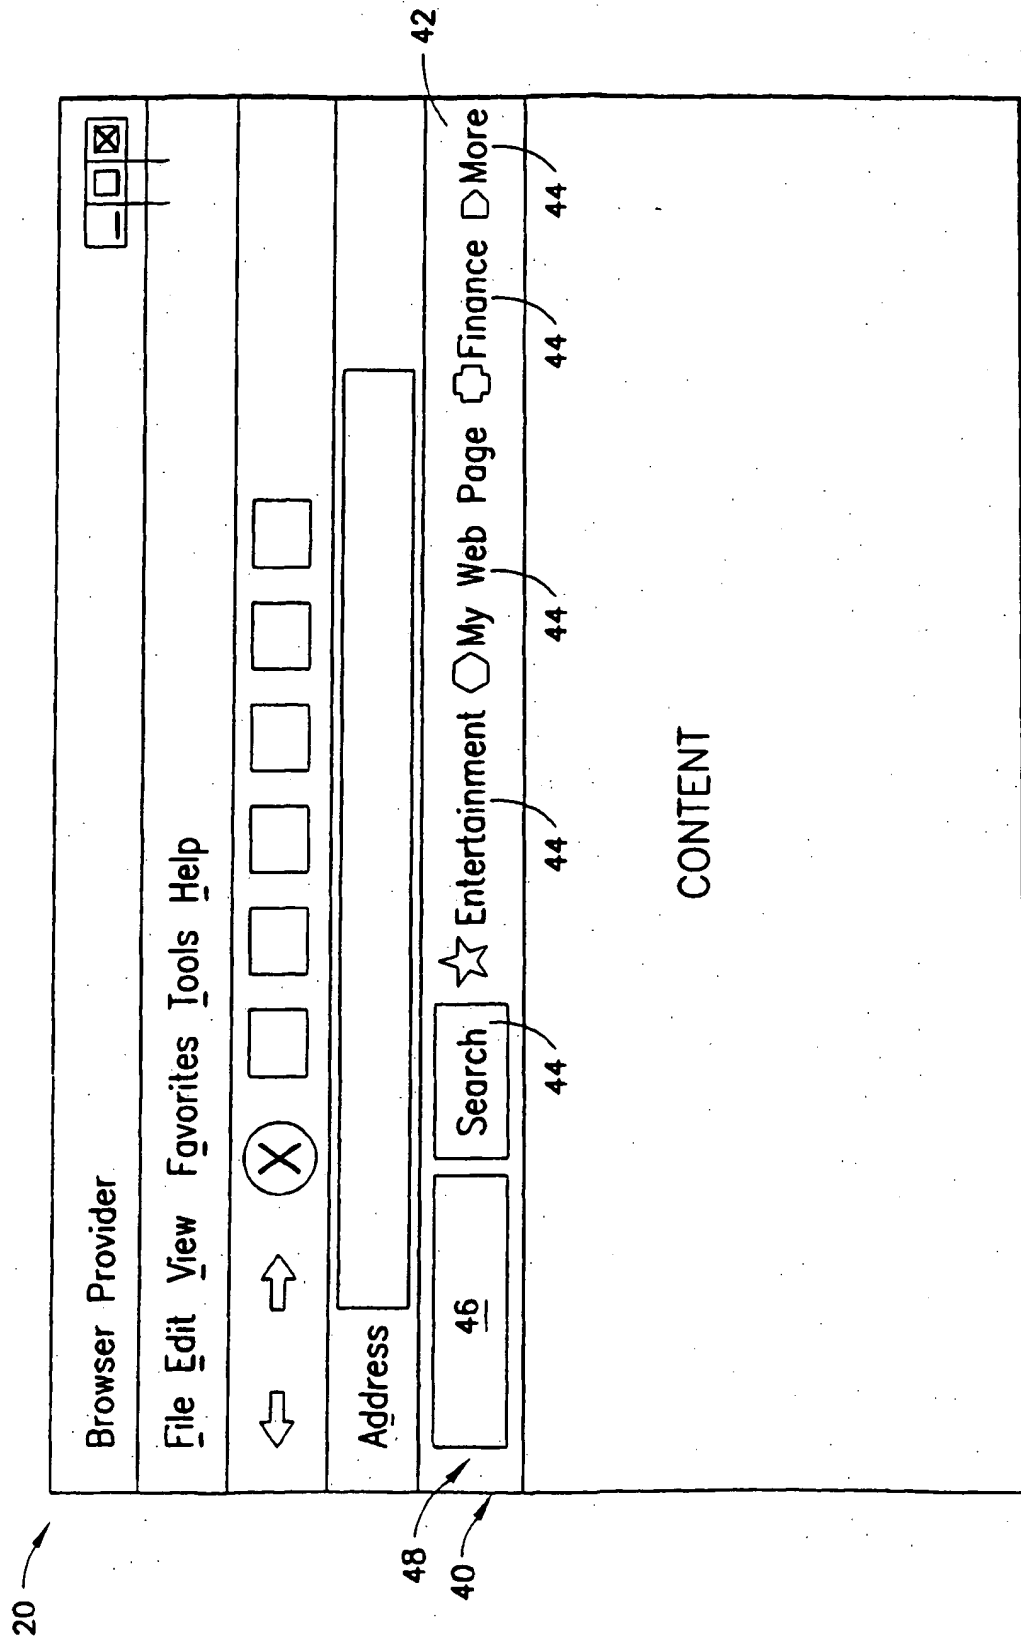 20
Browser Provider
File Edit View Favorites Tools Help
X
Address
42
46 Search Entertainment My Web Page Finance More
48
40
44 44 44 44 44
CONTENT